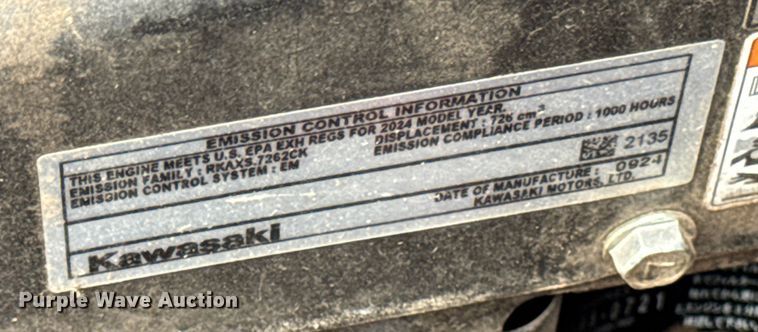 EMISSION CONTROL INFORMATION
THIS ENGINE MEETS U.S. EPA EXH REGS FOR 2024 MODEL YEAR.
EMISSION FAMILY : RKAXS.7262CK DISPLACEMENT : 726 cm³
EMISSION CONTROL SYSTEM : EM EMISSION COMPLIANCE PERIOD : 1000 HOURS
2135
DATE OF MANUFACTURE : 0924
Kawasaki KAWASAKI MOTORS, LTD.
Purple Wave Auction